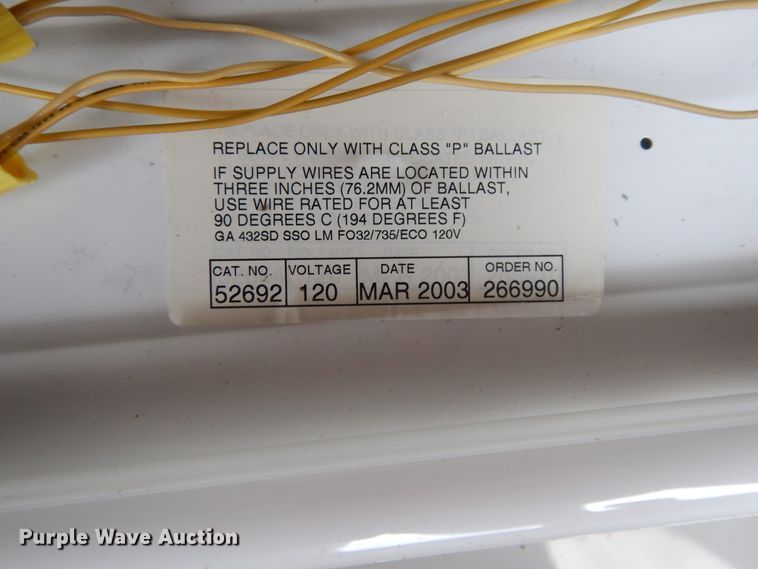 REPLACE ONLY WITH CLASS "P" BALLAST
IF SUPPLY WIRES ARE LOCATED WITHIN
THREE INCHES (76.2MM) OF BALLAST,
USE WIRE RATED FOR AT LEAST
90 DEGREES C (194 DEGREES F)
GA 432SD SSO LM FO32/735/ECO 120V
CAT. NO. VOLTAGE DATE ORDER NO.
52692 120 MAR 2003 266990
Purple Wave Auction